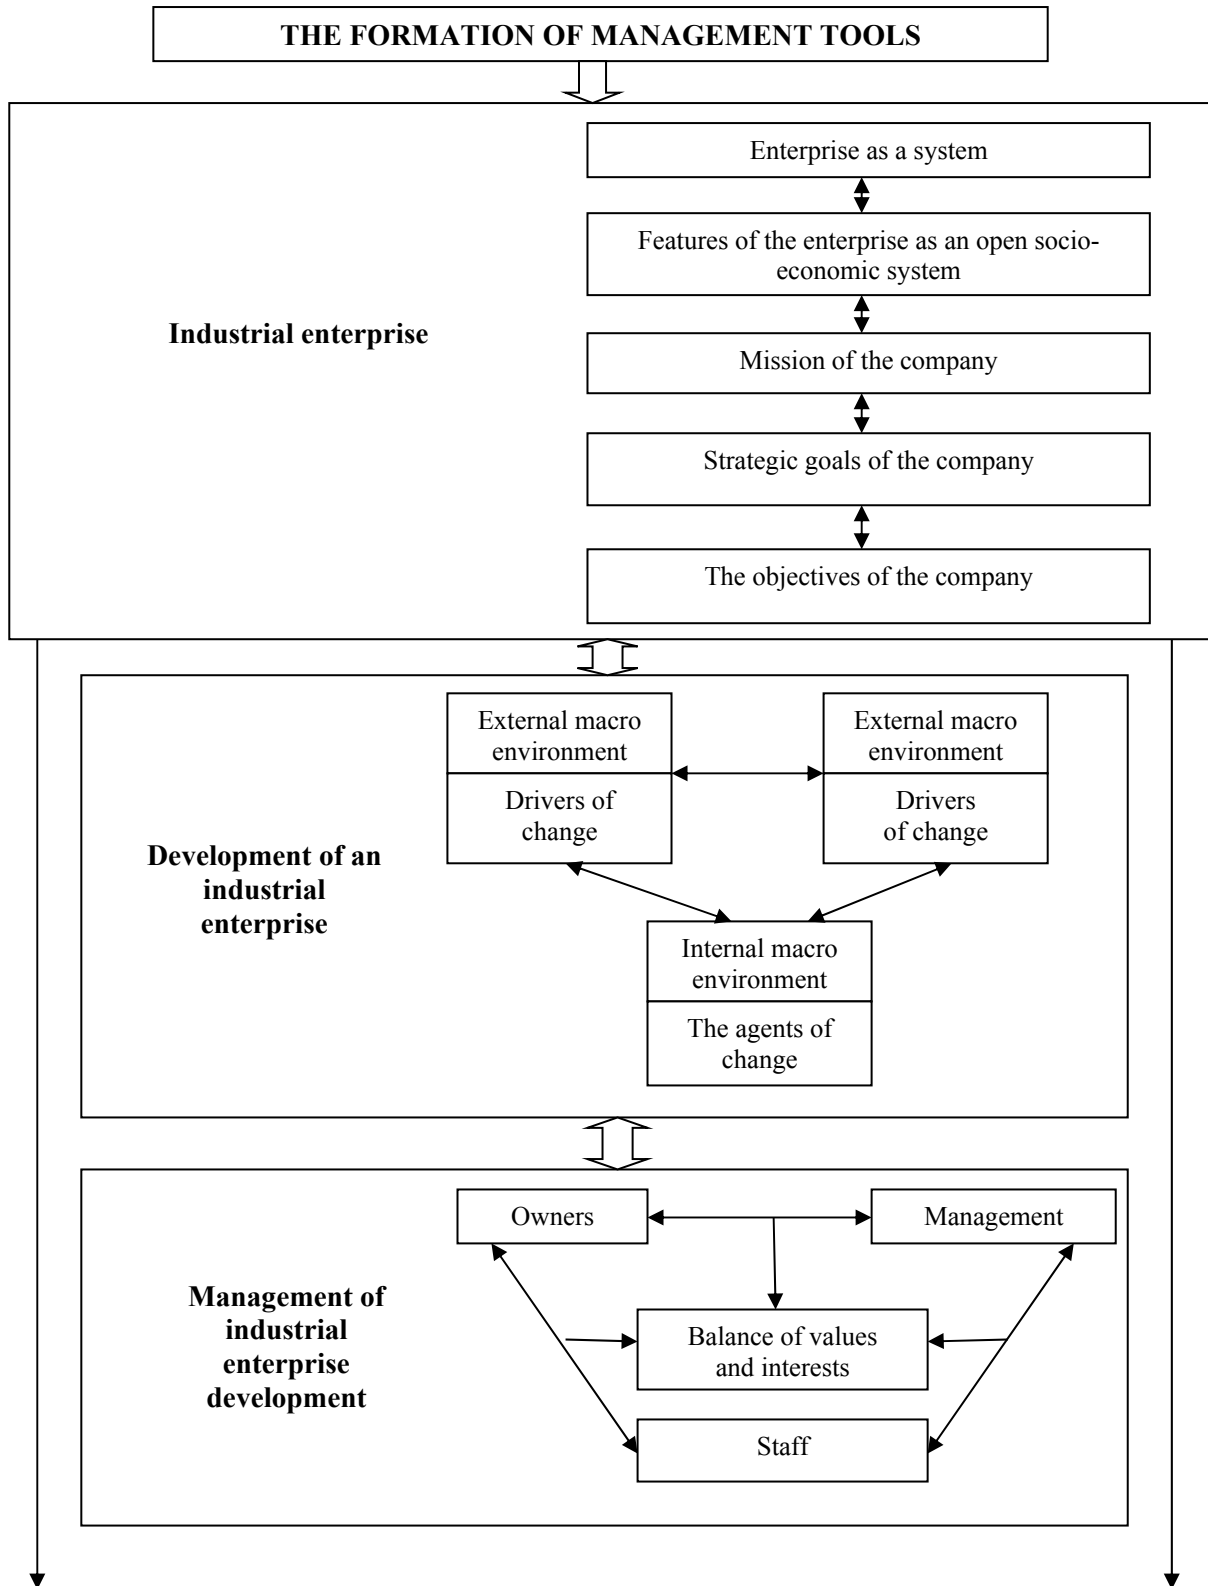 THE FORMATION OF MANAGEMENT TOOLS
Industrial enterprise
Enterprise as a system
Features of the enterprise as an open socio-
economic system
Mission of the company
Strategic goals of the company
The objectives of the company
Development of an
industrial
enterprise
External macro
environment
Drivers of
change
External macro
environment
Drivers
of change
Internal macro
environment
The agents of
change
Management of
industrial
enterprise
development
Owners
Management
Balance of values
and interests
Staff